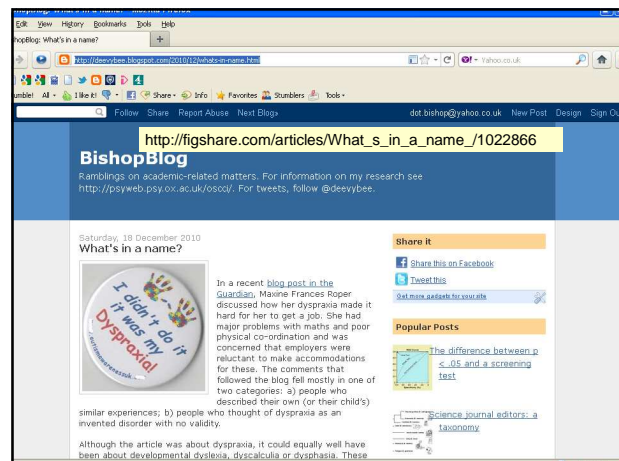 Edit View History Bookmarks Tools Help
hopBlog: What's in a name?
http://deevybee.blogspot.com/2010/12/whats-in-name.html
Yahoo.co.uk
umble! All I like it! Share Info Favorites Stumblers Tools
Follow Share Report Abuse Next Blog» dot.bishop@yahoo.co.uk New Post Design Sign Ou
http://figshare.com/articles/What_s_in_a_name_/1022866
BishopBlog
Ramblings on academic-related matters. For information on my research see
http://psyweb.psy.ox.ac.uk/oscci/. For tweets, follow @deevybee.
Saturday, 18 December 2010
What's in a name?
I didn't do it
it was my
Dyspraxia!
In a recent blog post in the
Guardian, Maxine Frances Roper
discussed how her dyspraxia made it
hard for her to get a job. She had
major problems with maths and poor
physical co-ordination and was
concerned that employers were
reluctant to make accommodations
for these. The comments that
followed the blog fell mostly in one of
two categories: a) people who
described their own (or their child's)
similar experiences; b) people who thought of dyspraxia as an
invented disorder with no validity.
Although the article was about dyspraxia, it could equally well have
been about developmental dyslexia, dyscalculia or dysphasia. These
Share it
Share this on Facebook
Tweet this
Get more gadgets for your site
Popular Posts
The difference between p
< .05 and a screening
test
Science journal editors: a
taxonomy